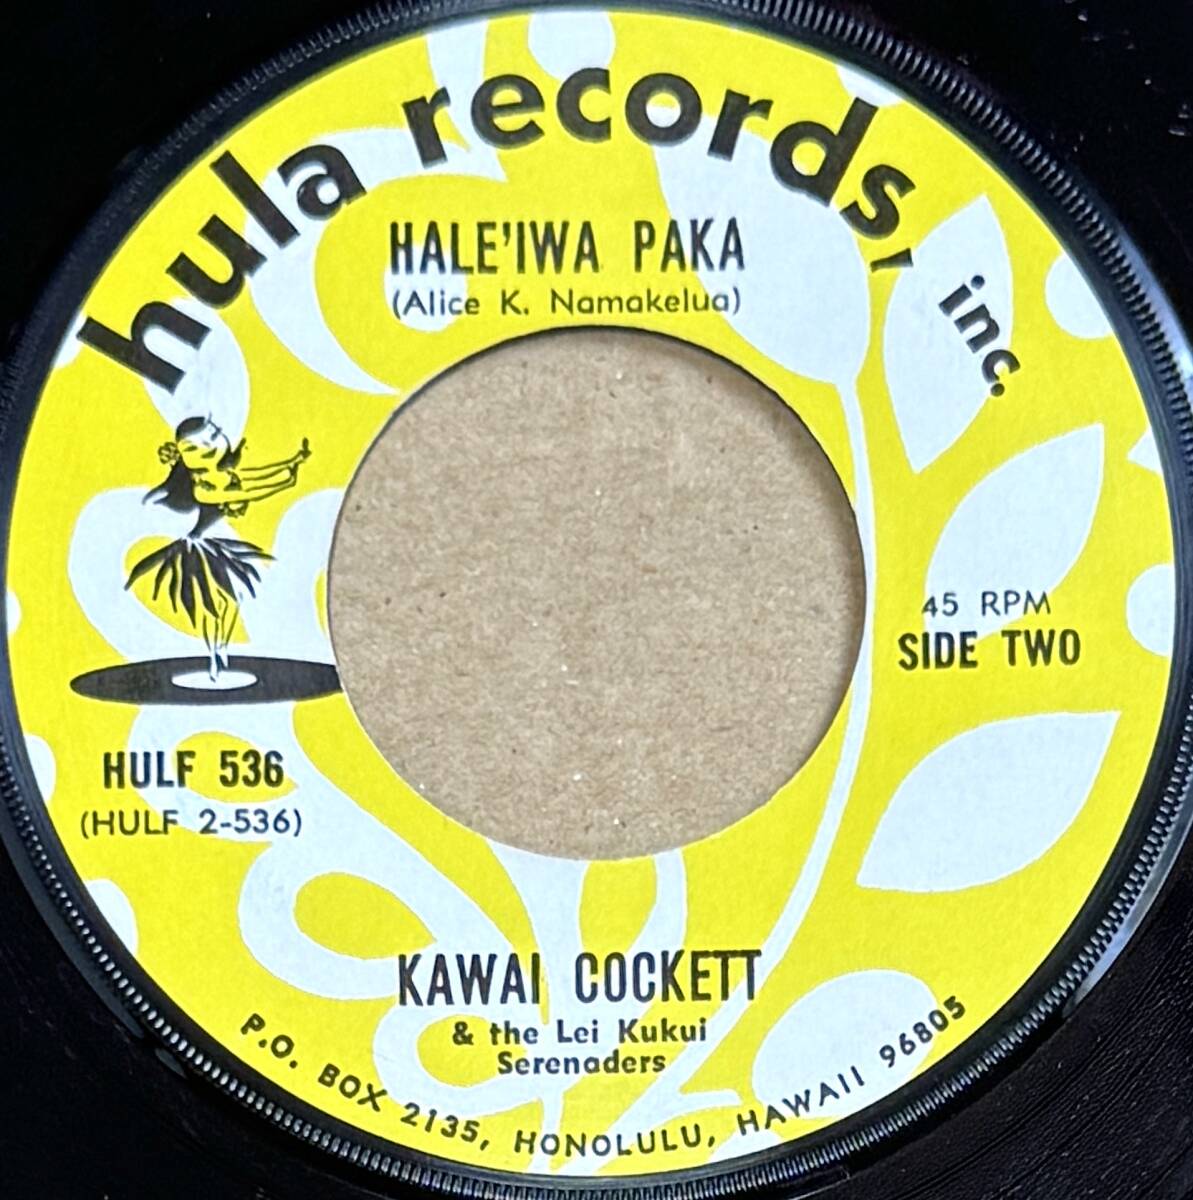 hula records, inc.
HALE'IWA PAKA
(Alice K. Namakelua)
45 RPM
SIDE TWO
HULF 536
(HULF 2-536)
KAWAI COCKETT
& the Lei Kukui
Serenaders
P.O. BOX 2135, HONOLULU, HAWAII 96805